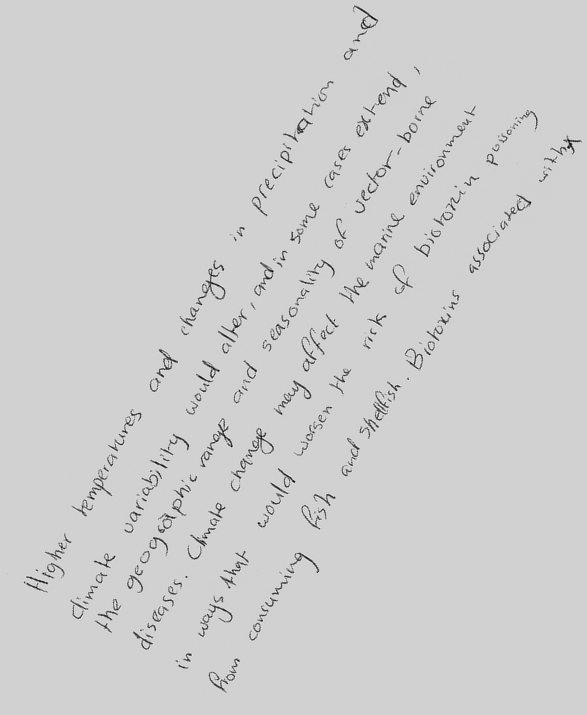 Higher temperatures and changes in precipitation and
climate variability would alter, and in some cases extend,
the geographic range and seasonality of vector-borne
diseases. Climate change may affect the marine environment
in ways that would worsen the risk of biotoxin poisoning
from consuming fish and shellfish. Biotoxins associated with